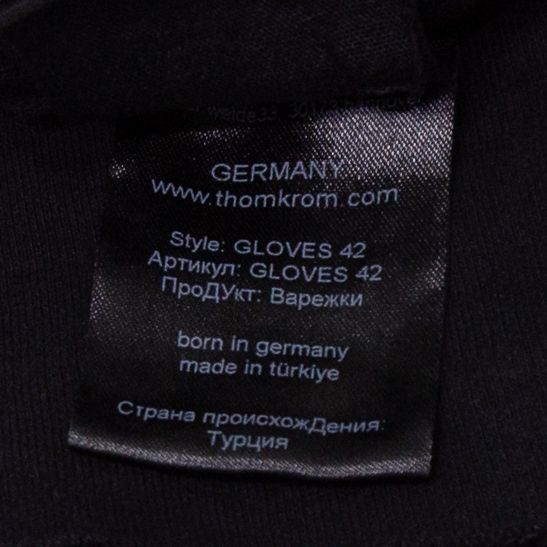 GERMANY
www.thomkrom.com
Style: GLOVES 42
Артикул: GLOVES 42
ПроДУкт: Варежки
born in germany
made in türkiye
Страна происхожДения:
Турция